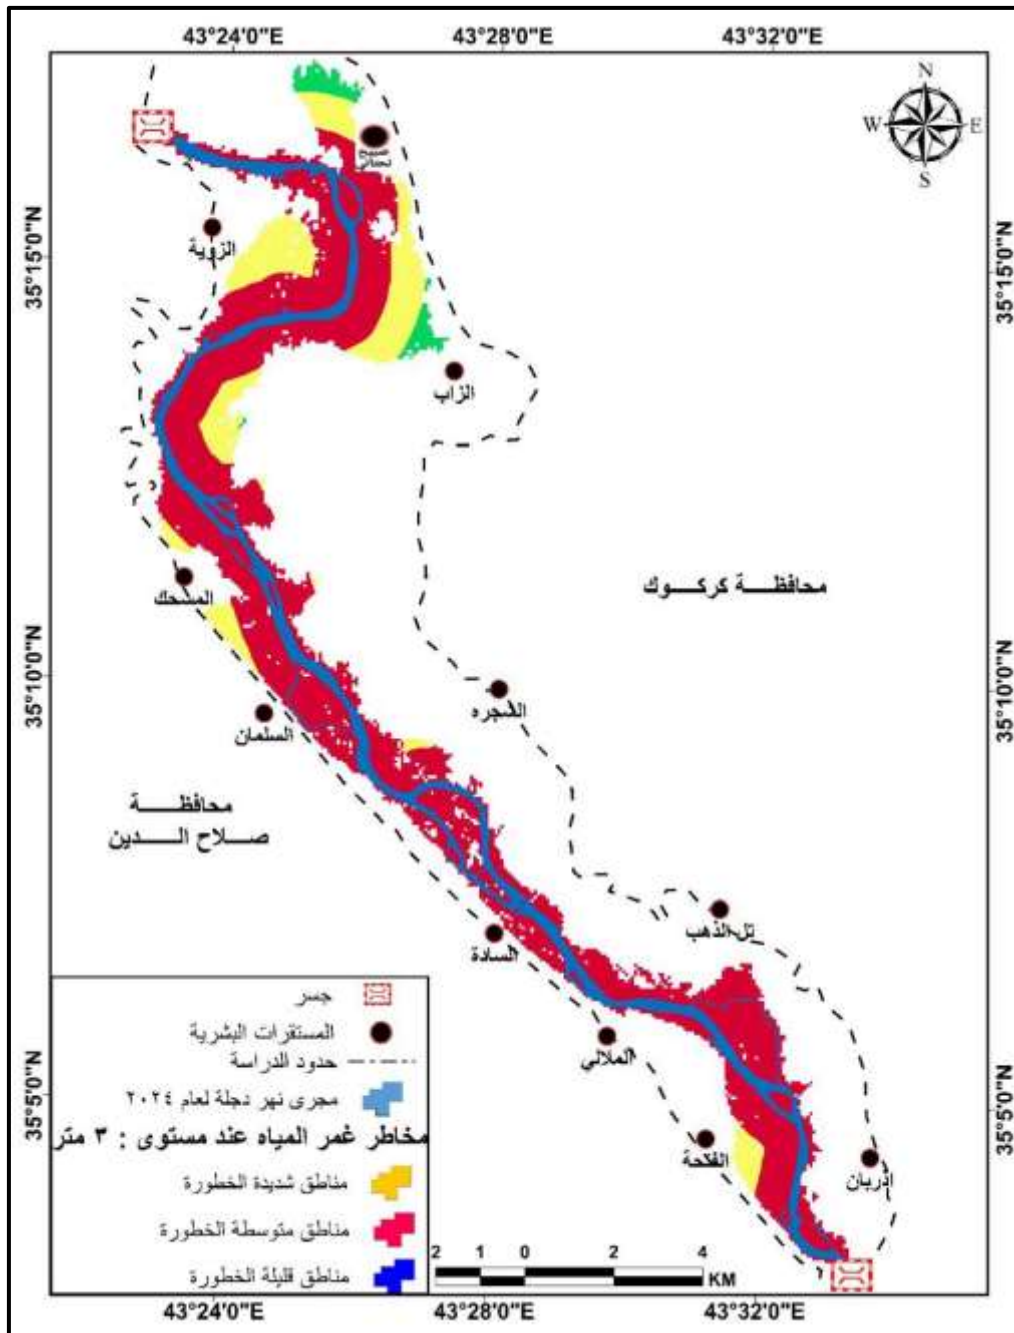 43°24'0"E 43°28'0"E 43°32'0"E
N
W E
S
صبيح
تحتاني
الزوية
35°15'0"N 35°15'0"N
الزاب
محافظـــة كركـــوك
المسحك
35°10'0"N 35°10'0"N
الشجره
السلمان
محافظـــة
صـــلاح الـــدين
تل الذهب
السادة
الملالي
35°5'0"N 35°5'0"N
الفتحة
اذربان
جسر
المستقرات البشرية
حدود الدراسة
مجرى نهر دجلة لعام ٢٠٢٤
مخاطر غمر المياه عند مستوى : ٣ متر
مناطق شديدة الخطورة
مناطق متوسطة الخطورة
مناطق قليلة الخطورة
2 1 0 2 4
KM
43°24'0"E 43°28'0"E 43°32'0"E